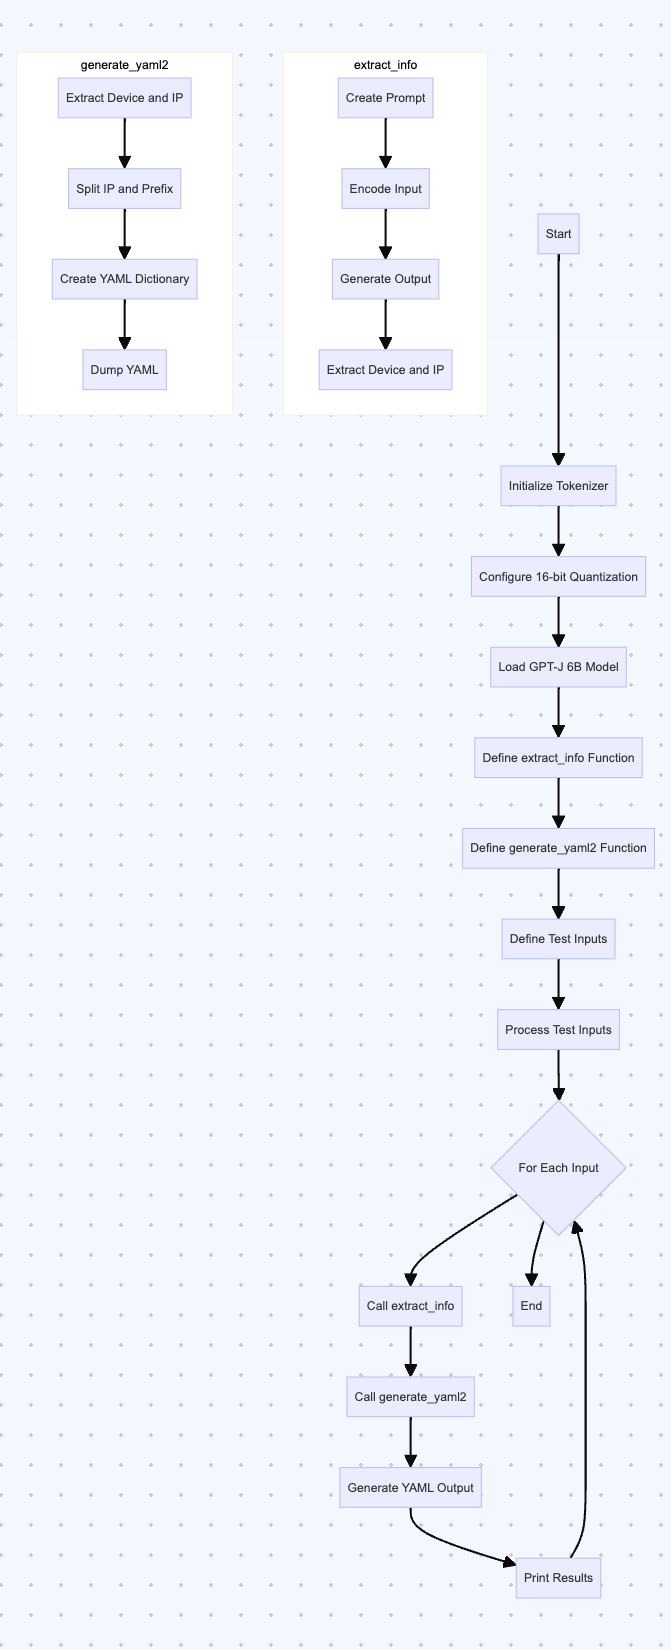 generate_yaml2
Extract Device and IP
Split IP and Prefix
Create YAML Dictionary
Dump YAML
extract_info
Create Prompt
Encode Input
Generate Output
Extract Device and IP
Start
Initialize Tokenizer
Configure 16-bit Quantization
Load GPT-J 6B Model
Define extract_info Function
Define generate_yaml2 Function
Define Test Inputs
Process Test Inputs
For Each Input
Call extract_info
End
Call generate_yaml2
Generate YAML Output
Print Results